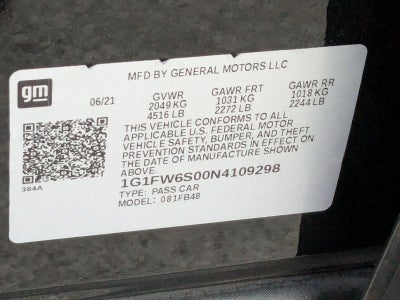 MFD BY GENERAL MOTORS LLC
gm
06/21 GVWR GAWR FRT GAWR RR
2049 KG 1031 KG 1018 KG
4516 LB 2272 LB 2244 LB
THIS VEHICLE CONFORMS TO ALL
APPLICABLE U.S. FEDERAL MOTOR
VEHICLE SAFETY, BUMPER, AND THEFT
PREVENTION STANDARDS IN EFFECT ON
THE DATE OF MANUFACTURE SHOWN
ABOVE.
1G1FW6S00N4109298
TYPE: PASS CAR
MODEL: 081FB48
384A